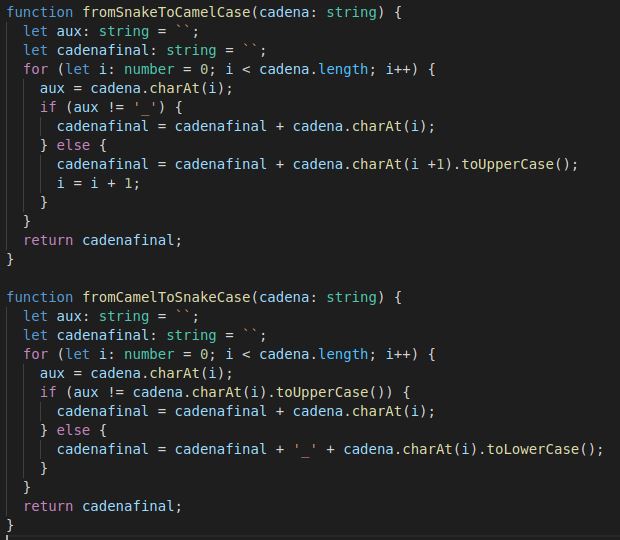 function fromSnakeToCamelCase(cadena: string) {
  let aux: string = ``;
  let cadenafinal: string = ``;
  for (let i: number = 0; i < cadena.length; i++) {
    aux = cadena.charAt(i);
    if (aux != '_') {
      cadenafinal = cadenafinal + cadena.charAt(i);
    } else {
      cadenafinal = cadenafinal + cadena.charAt(i +1).toUpperCase();
      i = i + 1;
    }
  }
  return cadenafinal;
}

function fromCamelToSnakeCase(cadena: string) {
  let aux: string = ``;
  let cadenafinal: string = ``;
  for (let i: number = 0; i < cadena.length; i++) {
    aux = cadena.charAt(i);
    if (aux != cadena.charAt(i).toUpperCase()) {
      cadenafinal = cadenafinal + cadena.charAt(i);
    } else {
      cadenafinal = cadenafinal + '_' + cadena.charAt(i).toLowerCase();
    }
  }
  return cadenafinal;
}